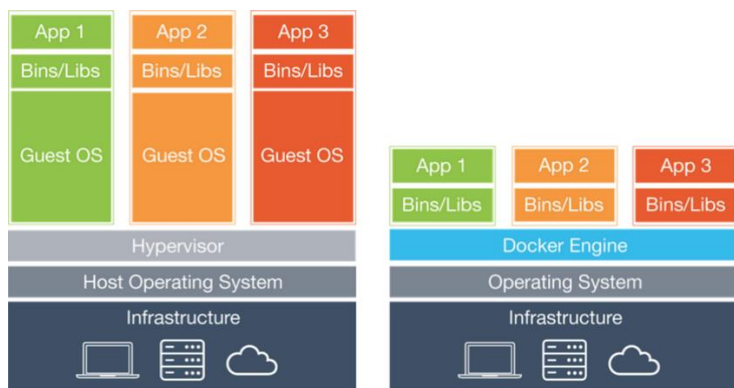 App 1
App 2
App 3
Bins/Libs
Bins/Libs
Bins/Libs
Guest OS
Guest OS
Guest OS
Hypervisor
Host Operating System
Infrastructure
App 1
App 2
App 3
Bins/Libs
Bins/Libs
Bins/Libs
Docker Engine
Operating System
Infrastructure